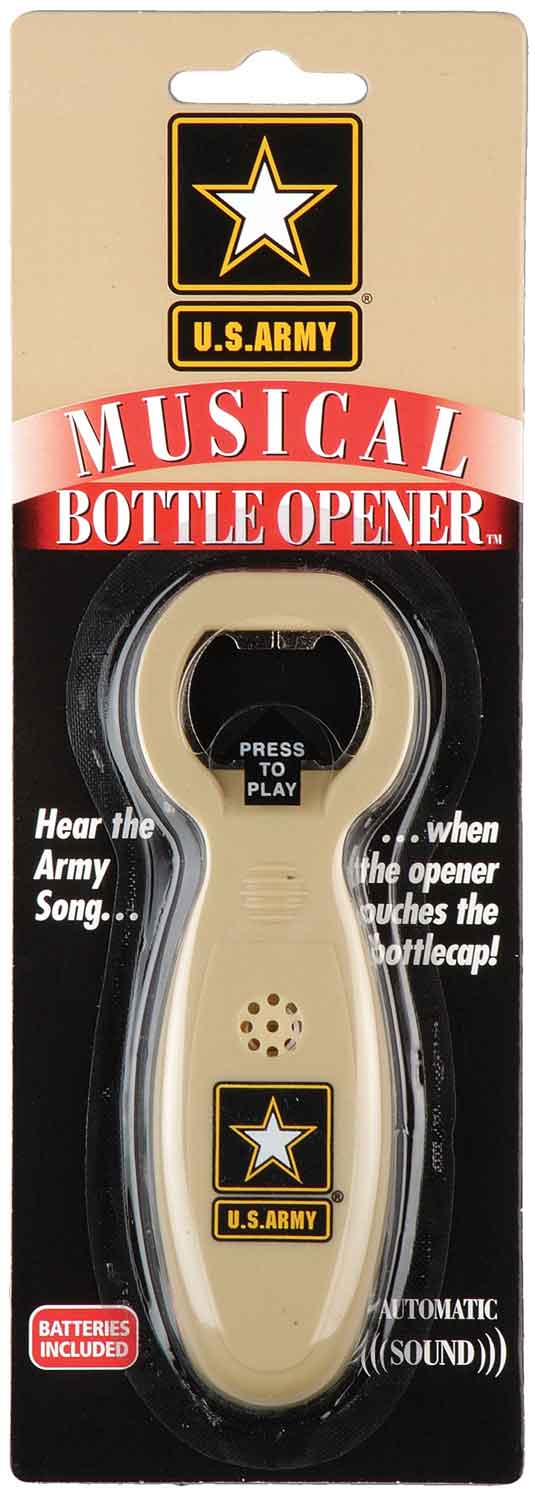 U.S.ARMY®
MUSICAL
BOTTLE OPENER™
PRESS
TO
PLAY
Hear the
Army
Song...
...when
the opener
touches the
bottlecap!
U.S.ARMY®
BATTERIES
INCLUDED
AUTOMATIC
(((SOUND)))